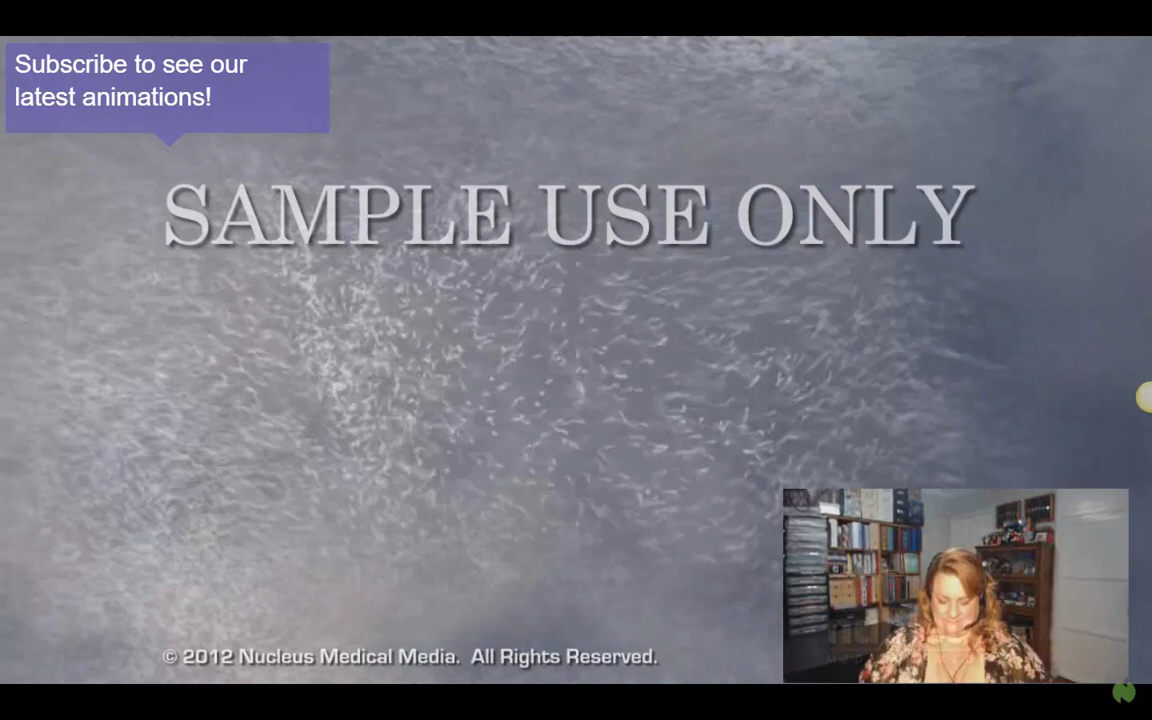 Subscribe to see our
latest animations!
SAMPLE USE ONLY
© 2012 Nucleus Medical Media. All Rights Reserved.